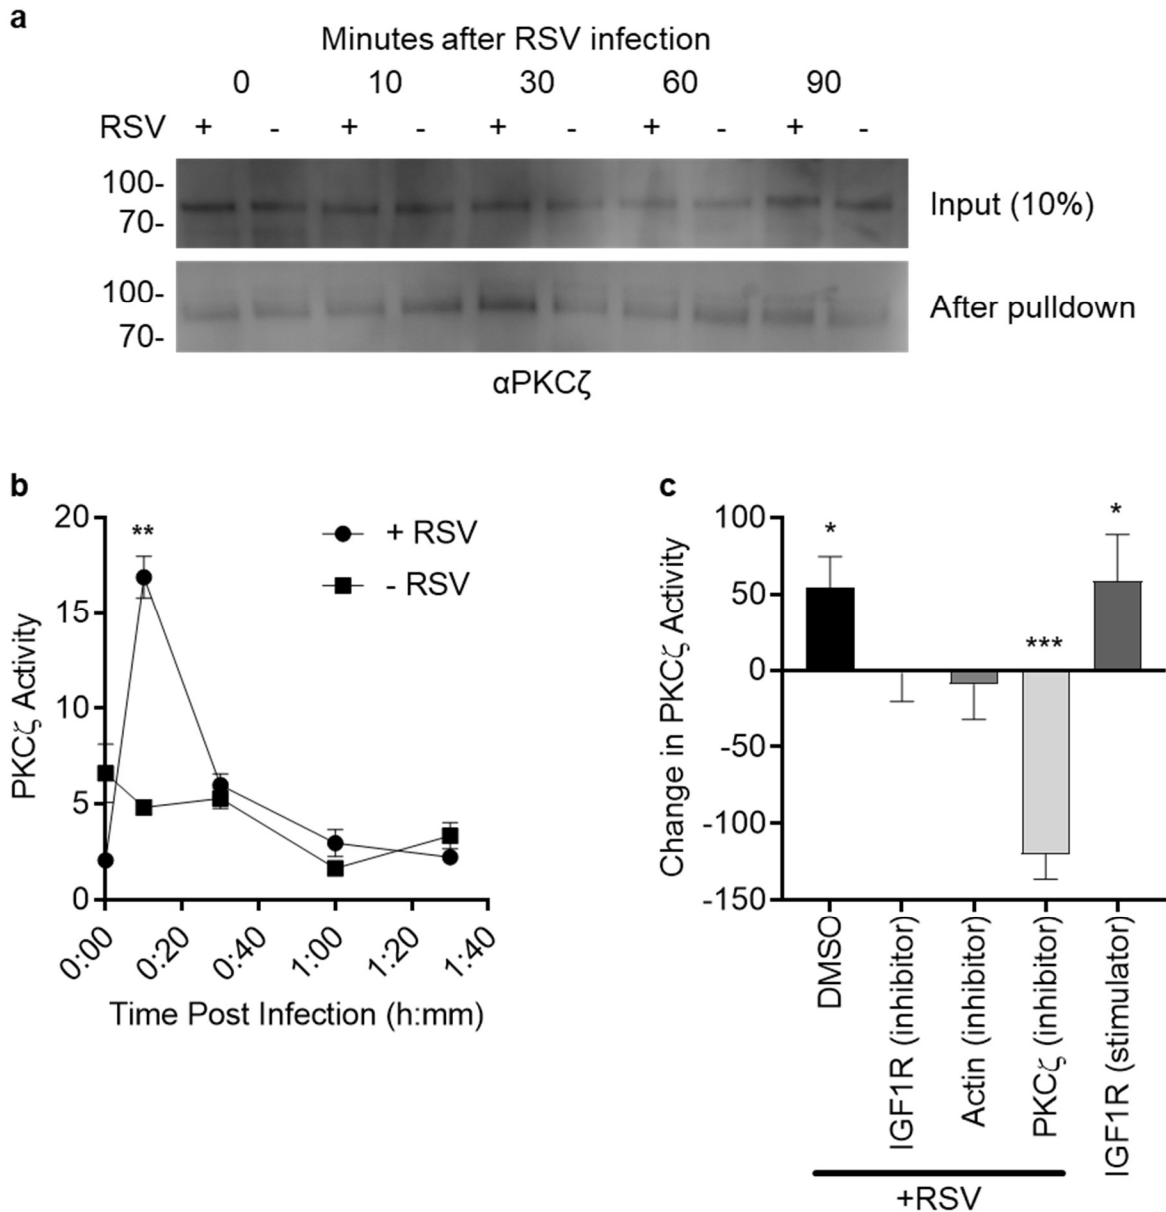 a
Minutes after RSV infection
0 10 30 60 90
RSV + - + - + - + - + -
100-
70-
Input (10%)
100-
70-
After pulldown
αPKCζ
b
20
15
10
5
0
PKCζ Activity
**
+ RSV
- RSV
0:00 0:20 0:40 1:00 1:20 1:40
Time Post Infection (h:mm)
c
100
50
0
-50
-100
-150
Change in PKCζ Activity
*
***
*
DMSO
IGF1R (inhibitor)
Actin (inhibitor)
PKCζ (inhibitor)
IGF1R (stimulator)
+RSV